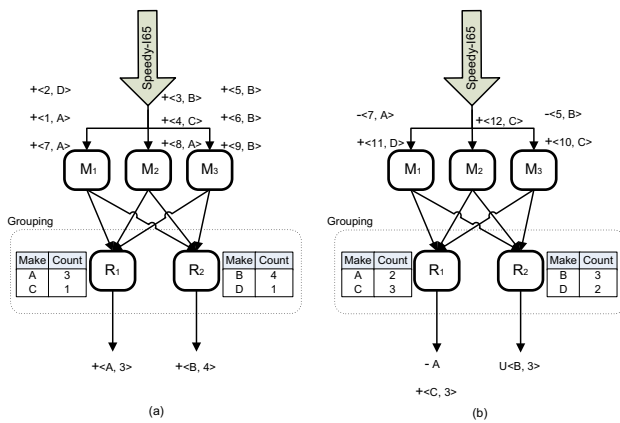 Speedy-I65
+<2, D>
+<3, B>
+<5, B>
+<1, A>
+<4, C>
+<6, B>
+<7, A>
+<8, A>
+<9, B>
M1
M2
M3
Grouping
Make Count
A 3
C 1
R1
R2
Make Count
B 4
D 1
+<A, 3>
+<B, 4>
(a)
Speedy-I65
-<7, A>
+<12, C>
-<5, B>
+<11, D>
+<10, C>
M1
M2
M3
Grouping
Make Count
A 2
C 3
R1
R2
Make Count
B 3
D 2
- A
U<B, 3>
+<C, 3>
(b)